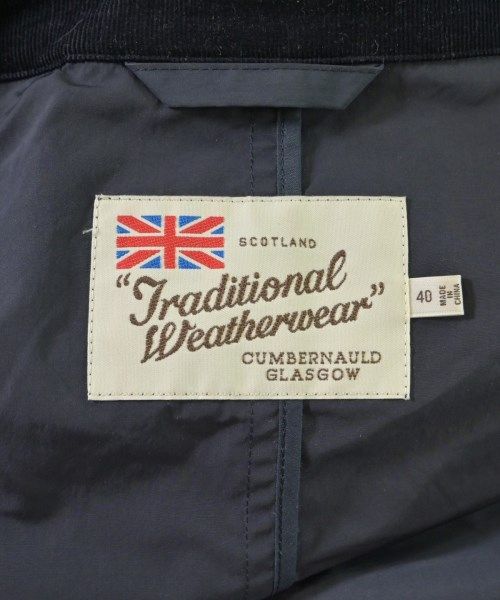 SCOTLAND
"Traditional
Weatherwear"
CUMBERNAULD
GLASGOW
40
MADE
IN
CHINA